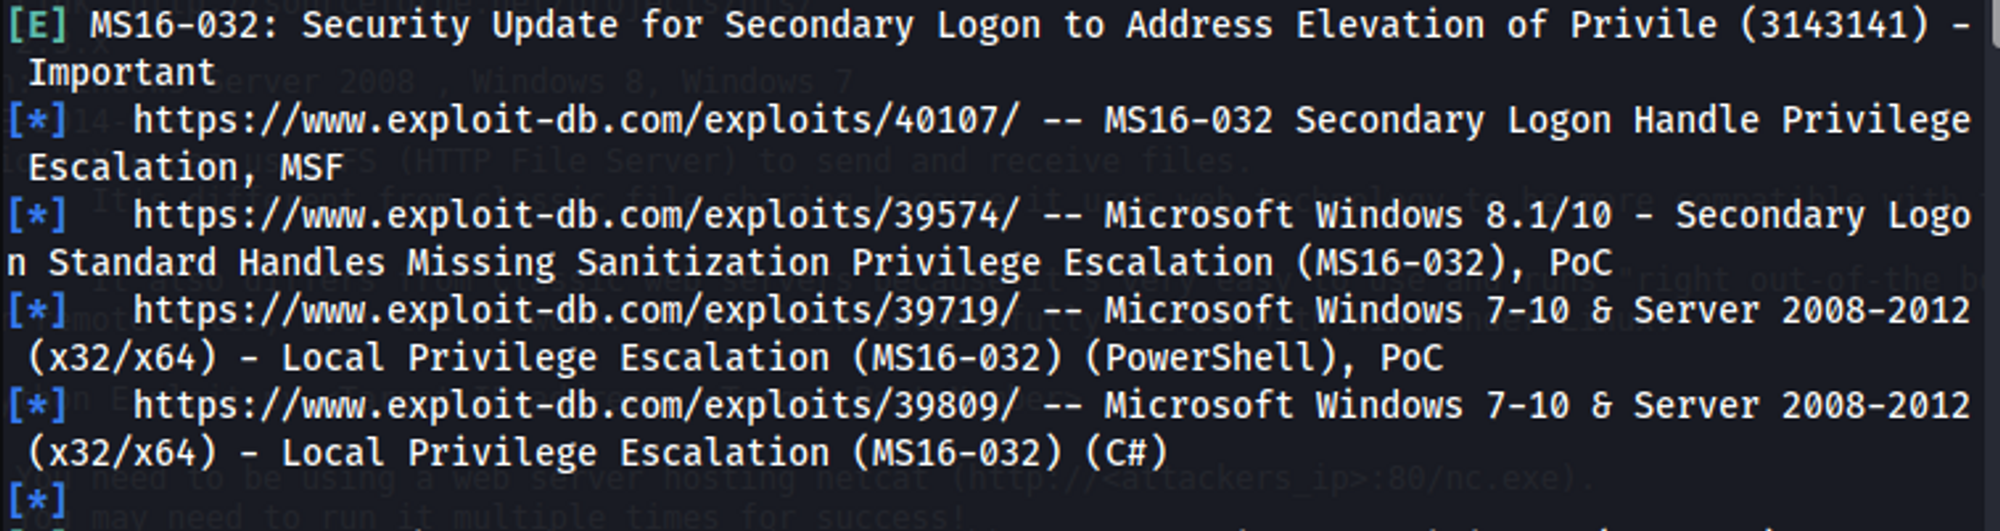 [E] MS16-032: Security Update for Secondary Logon to Address Elevation of Privile (3143141) -
Important
[*] https://www.exploit-db.com/exploits/40107/ -- MS16-032 Secondary Logon Handle Privilege
Escalation, MSF
[*] https://www.exploit-db.com/exploits/39574/ -- Microsoft Windows 8.1/10 - Secondary Logo
n Standard Handles Missing Sanitization Privilege Escalation (MS16-032), PoC
[*] https://www.exploit-db.com/exploits/39719/ -- Microsoft Windows 7-10 & Server 2008-2012
(x32/x64) - Local Privilege Escalation (MS16-032) (PowerShell), PoC
[*] https://www.exploit-db.com/exploits/39809/ -- Microsoft Windows 7-10 & Server 2008-2012
(x32/x64) - Local Privilege Escalation (MS16-032) (C#)
[*]